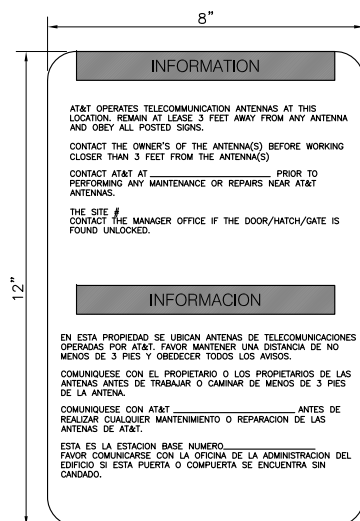 8"
12"
INFORMATION
AT&T OPERATES TELECOMMUNICATION ANTENNAS AT THIS
LOCATION. REMAIN AT LEASE 3 FEET AWAY FROM ANY ANTENNA
AND OBEY ALL POSTED SIGNS.
CONTACT THE OWNER'S OF THE ANTENNA(S) BEFORE WORKING
CLOSER THAN 3 FEET FROM THE ANTENNA(S)
CONTACT AT&T AT ______________________ PRIOR TO
PERFORMING ANY MAINTENANCE OR REPAIRS NEAR AT&T
ANTENNAS.
THE SITE #
CONTACT THE MANAGER OFFICE IF THE DOOR/HATCH/GATE IS
FOUND UNLOCKED.
INFORMACION
EN ESTA PROPIEDAD SE UBICAN ANTENAS DE TELECOMUNICACIONES
OPERADAS POR AT&T. FAVOR MANTENER UNA DISTANCIA DE NO
MENOS DE 3 PIES Y OBEDECER TODOS LOS AVISOS.
COMUNIQUESE CON EL PROPIETARIO O LOS PROPIETARIOS DE LAS
ANTENAS ANTES DE TRABAJAR O CAMINAR DE MENOS DE 3 PIES
DE LA ANTENA.
COMUNIQUESE CON AT&T ______________________ ANTES DE
REALIZAR CUALQUIER MANTENIMIENTO O REPARACION DE LAS
ANTENAS DE AT&T.
ESTA ES LA ESTACION BASE NUMERO________________
FAVOR COMUNICARSE CON LA OFICINA DE LA ADMINISTRACION DEL
EDIFICIO SI ESTA PUERTA O COMPUERTA SE ENCUENTRA SIN
CANDADO.